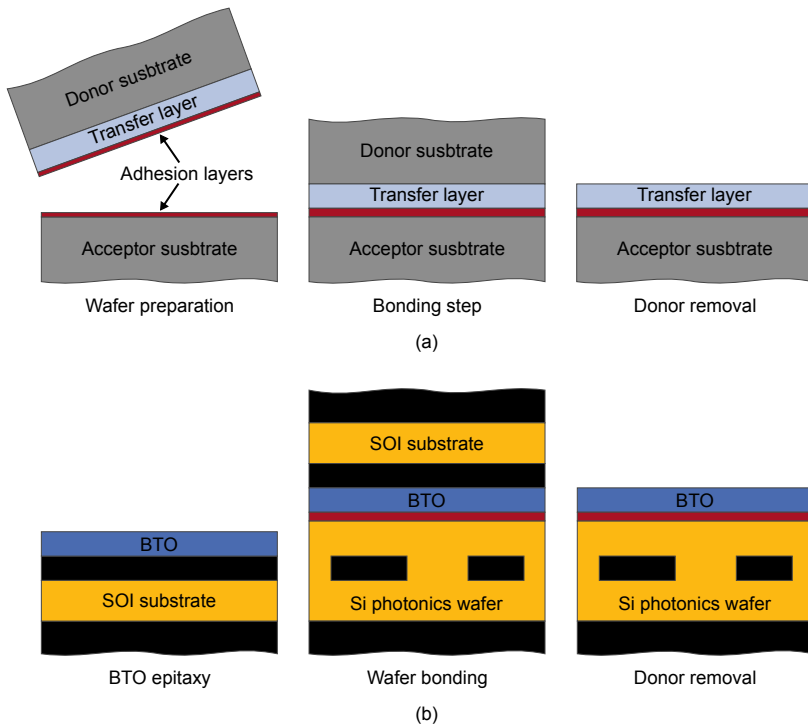 Donor susbtrate
Transfer layer
Adhesion layers
Acceptor susbtrate
Wafer preparation
Donor susbtrate
Transfer layer
Acceptor susbtrate
Bonding step
Transfer layer
Acceptor susbtrate
Donor removal
(a)
BTO
SOI substrate
BTO epitaxy
SOI substrate
BTO
Si photonics wafer
Wafer bonding
BTO
Si photonics wafer
Donor removal
(b)